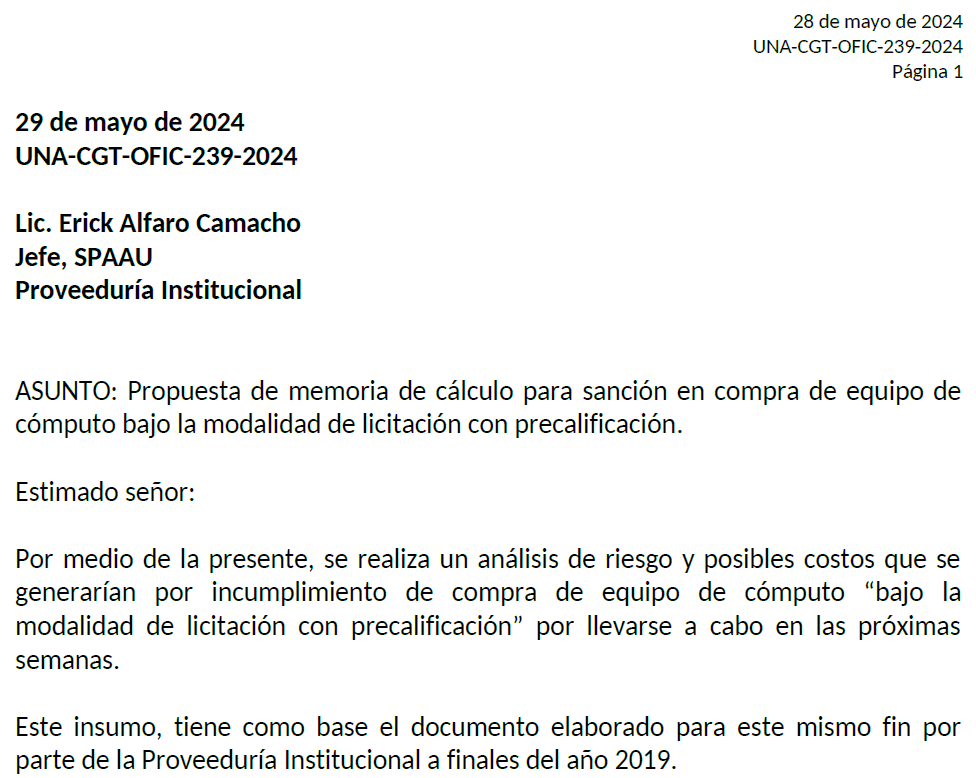 28 de mayo de 2024
UNA-CGT-OFIC-239-2024
Página 1
29 de mayo de 2024
UNA-CGT-OFIC-239-2024
Lic. Erick Alfaro Camacho
Jefe, SPAAU
Proveeduría Institucional
ASUNTO: Propuesta de memoria de cálculo para sanción en compra de equipo de
cómputo bajo la modalidad de licitación con precalificación.
Estimado señor:
Por medio de la presente, se realiza un análisis de riesgo y posibles costos que se
generarían por incumplimiento de compra de equipo de cómputo “bajo la
modalidad de licitación con precalificación” por llevarse a cabo en las próximas
semanas.
Este insumo, tiene como base el documento elaborado para este mismo fin por
parte de la Proveeduría Institucional a finales del año 2019.